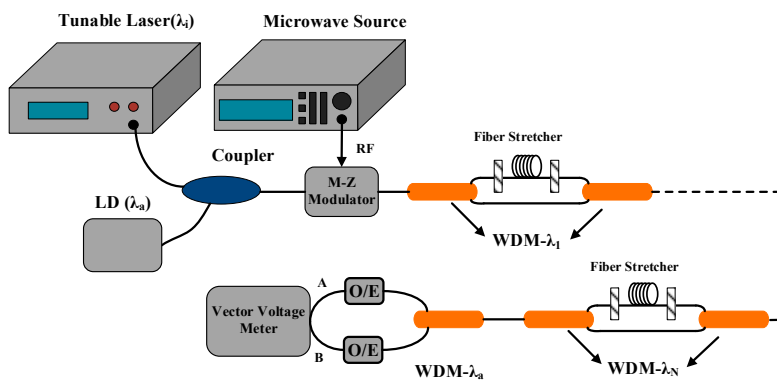 Tunable Laser(λi)
Microwave Source
Coupler
RF
Fiber Stretcher
M-Z
Modulator
LD (λa)
WDM-λ1
Fiber Stretcher
A
O/E
Vector Voltage
Meter
B
O/E
WDM-λa
WDM-λN